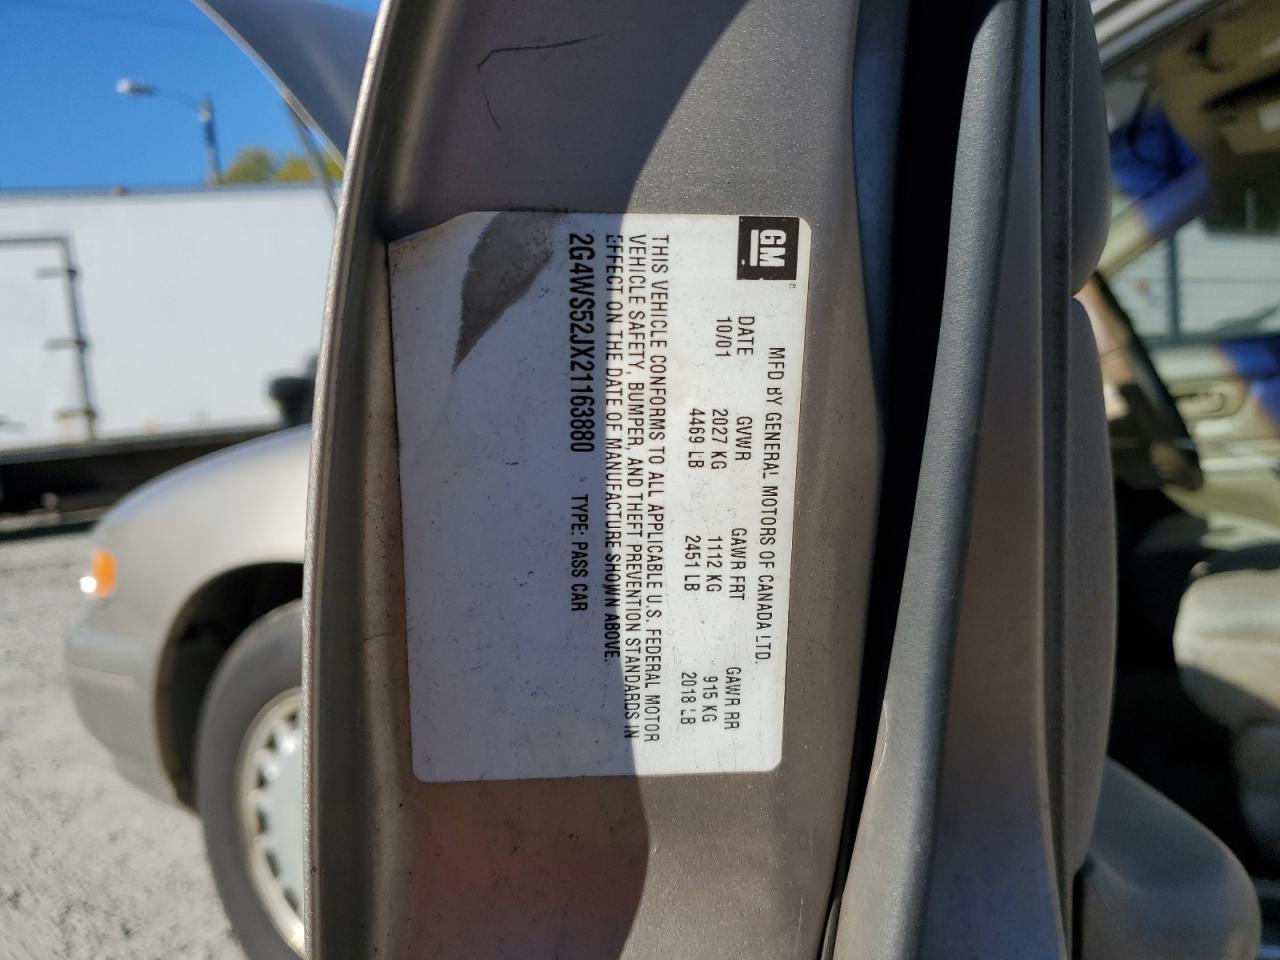 GM
MFD BY GENERAL MOTORS OF CANADA LTD.
DATE GVWR GAWR FRT GAWR RR
10/01 2027 KG 1112 KG 915 KG
4469 LB 2451 LB 2018 LB
THIS VEHICLE CONFORMS TO ALL APPLICABLE U.S. FEDERAL MOTOR
VEHICLE SAFETY, BUMPER, AND THEFT PREVENTION STANDARDS IN
EFFECT ON THE DATE OF MANUFACTURE SHOWN ABOVE.
2G4WS52JX21163880 TYPE: PASS CAR